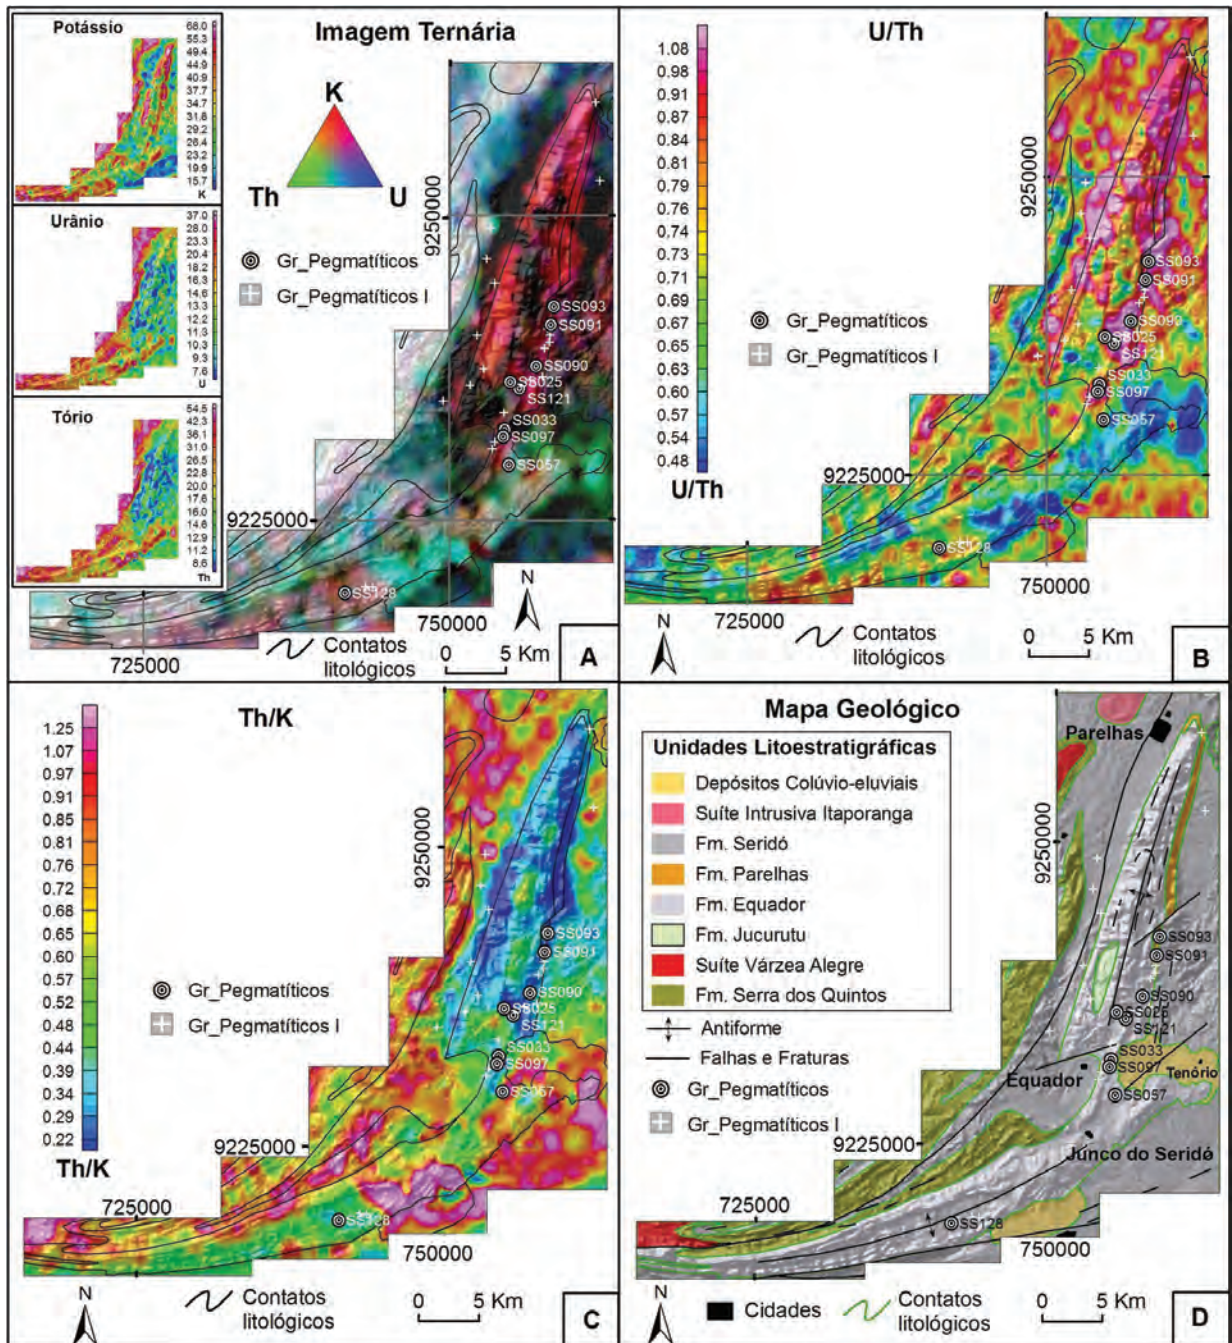 Potássio
68.0
55.3
49.4
44.9
40.9
37.7
34.7
31.8
29.2
26.4
23.2
19.9
15.7
K
Urânio
37.0
28.0
23.3
20.4
18.2
16.3
14.6
13.3
12.2
11.3
10.3
9.3
7.6
U
Tório
54.5
42.3
36.1
31.0
26.5
22.8
20.0
17.8
16.0
14.6
12.9
11.2
8.6
Th
Imagem Ternária
K
Th
U
Gr_Pegmatíticos
Gr_Pegmatíticos I
9250000
SS093
SS091
SS090
SS025
SS121
SS033
SS097
SS057
9225000
SS128
725000
750000
N
Contatos
litológicos
0 5 Km
A
U/Th
1.08
0.98
0.91
0.87
0.84
0.81
0.79
0.76
0.74
0.73
0.71
0.69
0.67
0.65
0.63
0.60
0.57
0.54
0.48
U/Th
Gr_Pegmatíticos
Gr_Pegmatíticos I
9250000
SS093
SS091
SS090
SS025
SS121
SS033
SS097
SS057
9225000
SS128
725000
750000
N
Contatos
litológicos
0 5 Km
B
Th/K
1.25
1.07
0.97
0.91
0.85
0.81
0.76
0.72
0.68
0.65
0.60
0.57
0.52
0.48
0.44
0.39
0.34
0.29
0.22
Th/K
Gr_Pegmatíticos
Gr_Pegmatíticos I
9250000
SS093
SS091
SS090
SS025
SS121
SS033
SS097
SS057
9225000
SS128
725000
750000
N
Contatos
litológicos
0 5 Km
C
Mapa Geológico
Unidades Litoestratigráficas
Depósitos Colúvio-eluviais
Suíte Intrusiva Itaporanga
Fm. Seridó
Fm. Parelhas
Fm. Equador
Fm. Jucurutu
Suíte Várzea Alegre
Fm. Serra dos Quintos
Antiforme
Falhas e Fraturas
Gr_Pegmatíticos
Gr_Pegmatíticos I
Parelhas
9250000
SS093
SS091
SS090
SS025
SS121
SS033
SS097
SS057
Equador
Tenório
9225000
Junco do Seridó
725000
SS128
750000
N
Cidades
Contatos
litológicos
0 5 Km
D